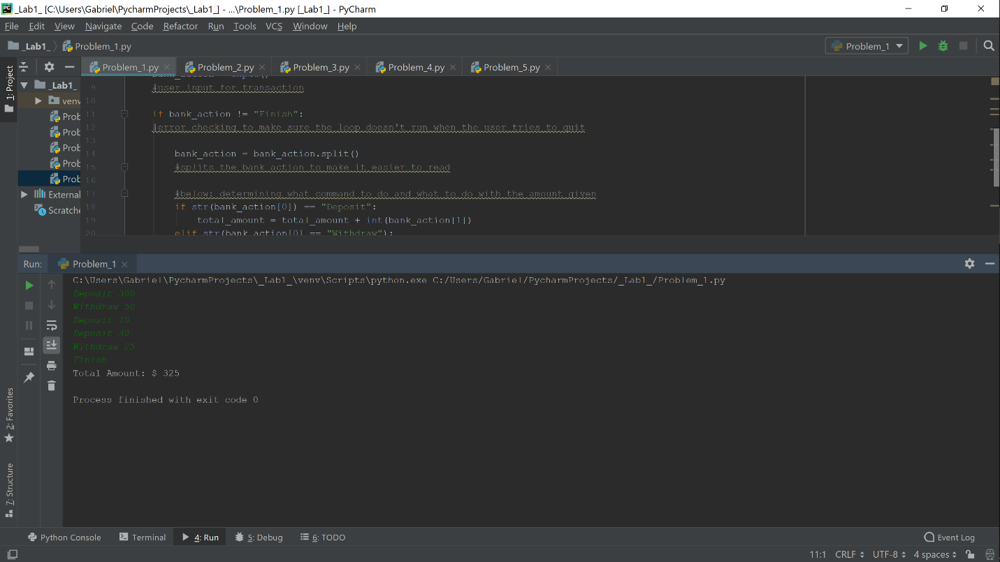 _Lab1_ [C:\Users\Gabriel\PycharmProjects\_Lab1_] - ...\Problem_1.py [_Lab1_] - PyCharm
File Edit View Navigate Code Refactor Run Tools VCS Window Help
_Lab1_ Problem_1.py Problem_1
1: Project
Problem_1.py Problem_2.py Problem_3.py Problem_4.py Problem_5.py
_Lab1_
venv
Prob
Prob
Prob
Prob
Prob
External
Scratche
9 #user input for transaction
10
11 if bank_action != "Finish":
12 #error checking to make sure the loop doesn't run when the user tries to quit
13
14 bank_action = bank_action.split()
15 #splits the bank action to make it easier to read
16
17 #below: determining what command to do and what to do with the amount given
18 if str(bank_action[0]) == "Deposit":
19 total_amount = total_amount + int(bank_action[1])
20 elif str(bank_action[0] == "Withdraw"):
Run: Problem_1
C:\Users\Gabriel\PycharmProjects\_Lab1_\venv\Scripts\python.exe C:/Users/Gabriel/PycharmProjects/_Lab1_/Problem_1.py
Deposit 300
Withdraw 50
Deposit 70
Deposit 30
Withdraw 25
Finish
Total Amount: $ 325
Process finished with exit code 0
2: Favorites
7: Structure
Python Console Terminal 4: Run 5: Debug 6: TODO Event Log
11:1 CRLF UTF-8 4 spaces